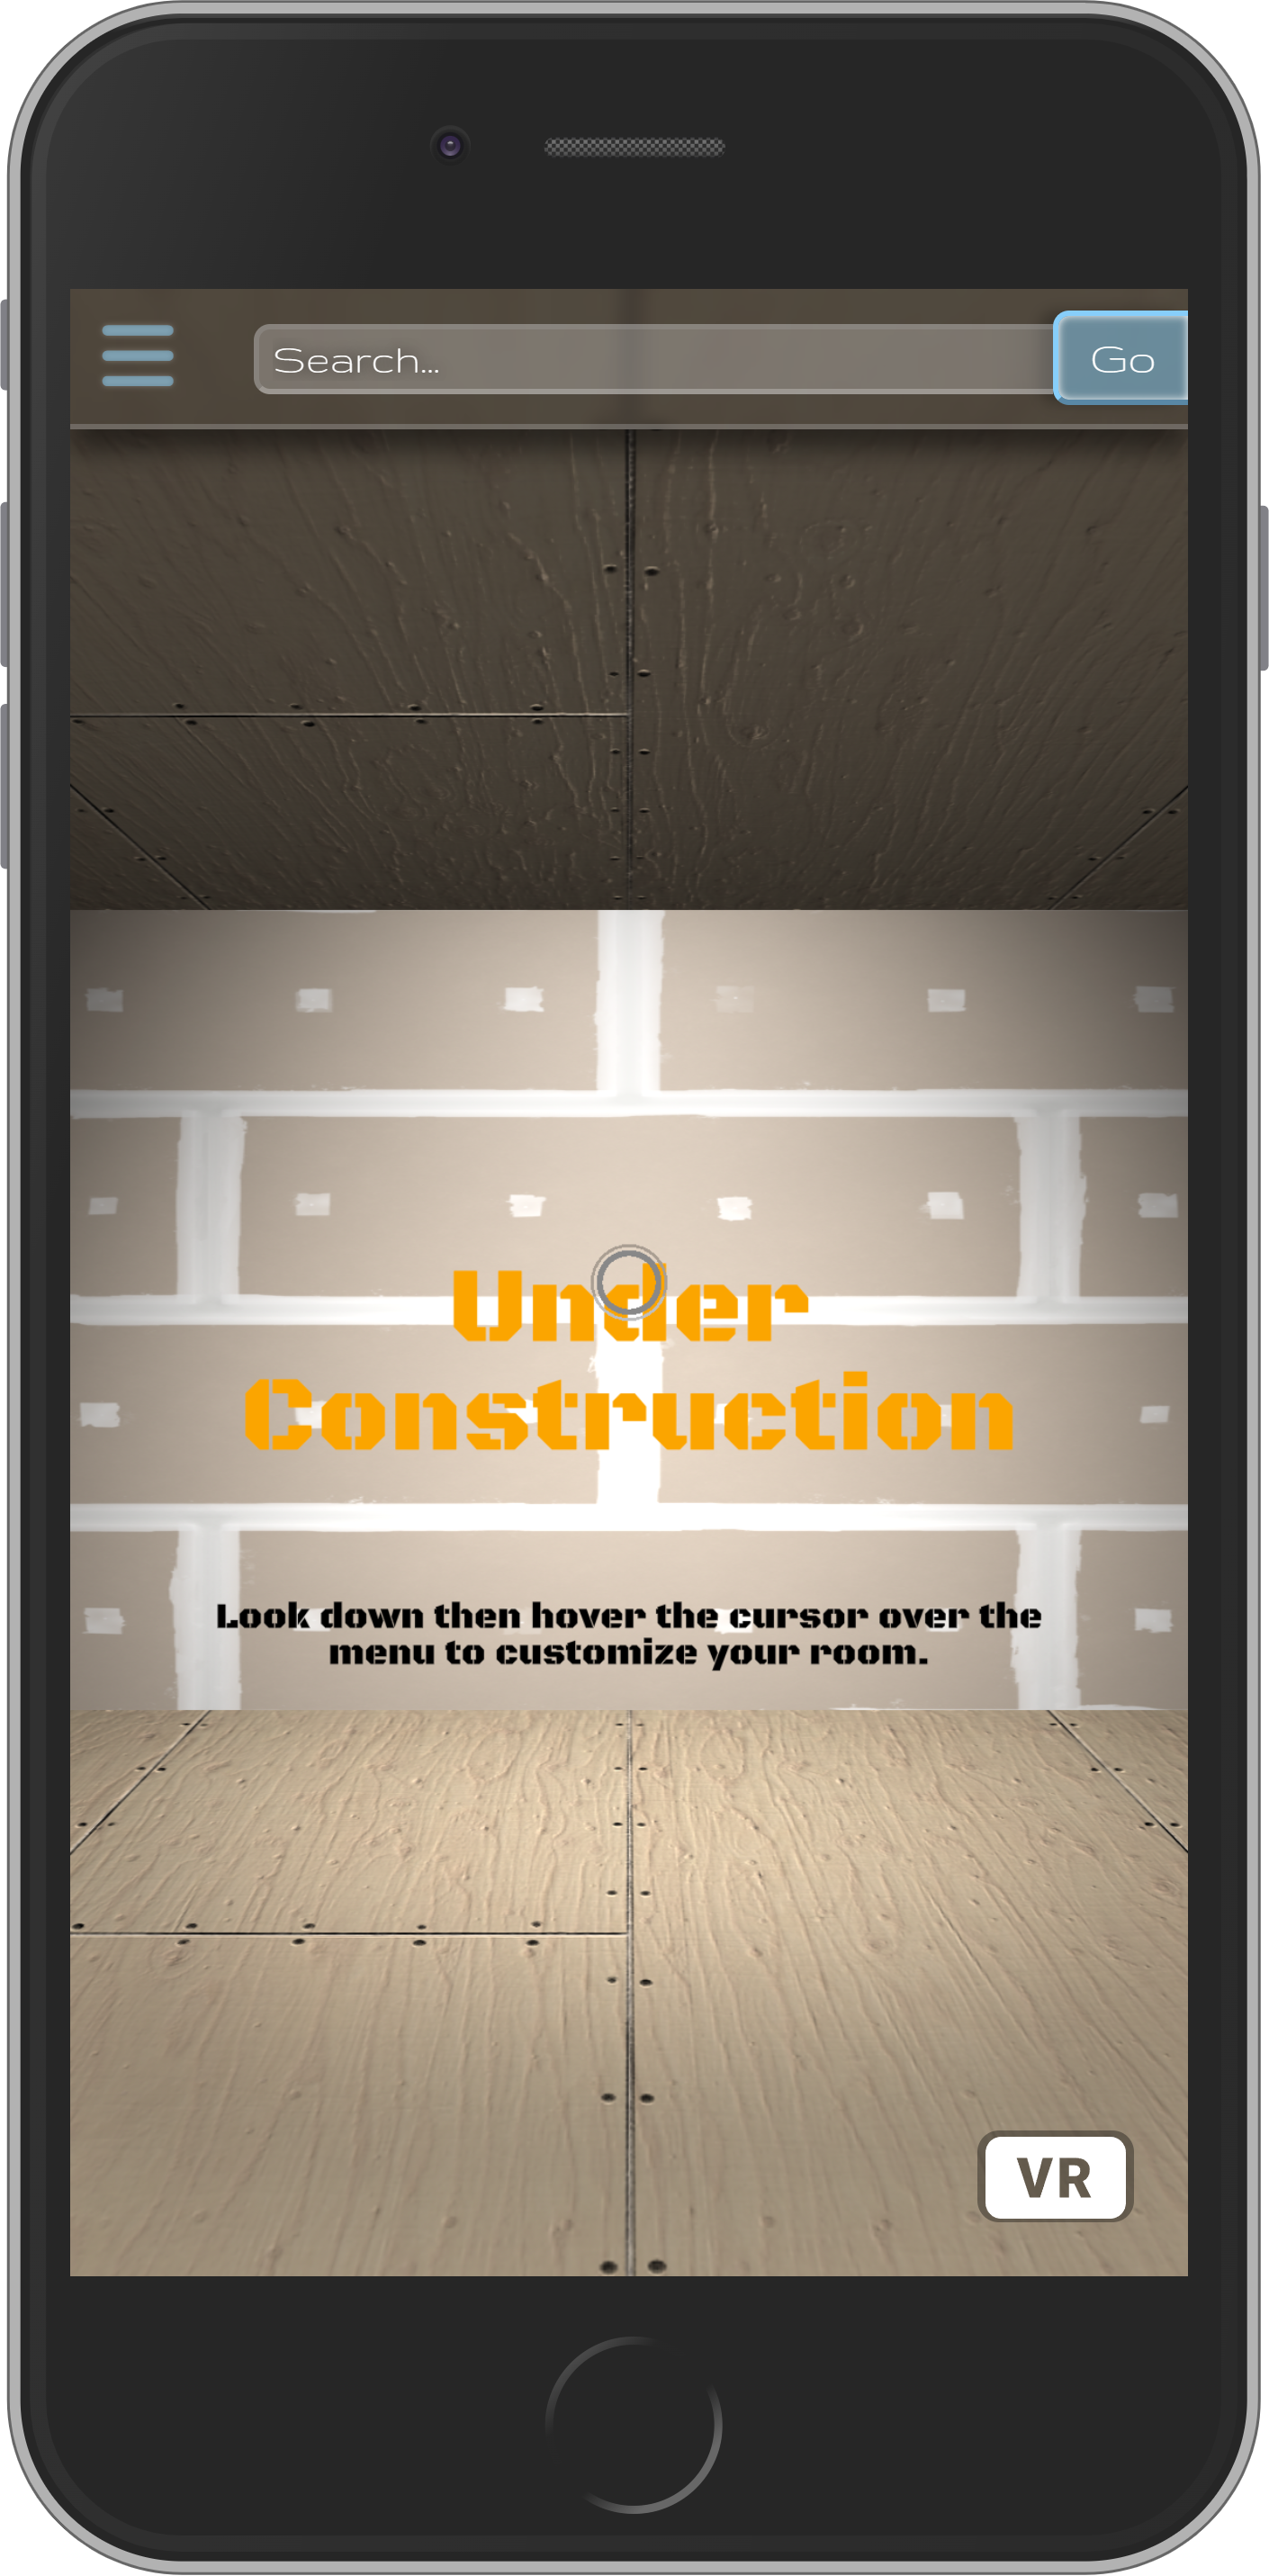 Search...
Go
Under
Construction
Look down then hover the cursor over the
menu to customize your room.
VR